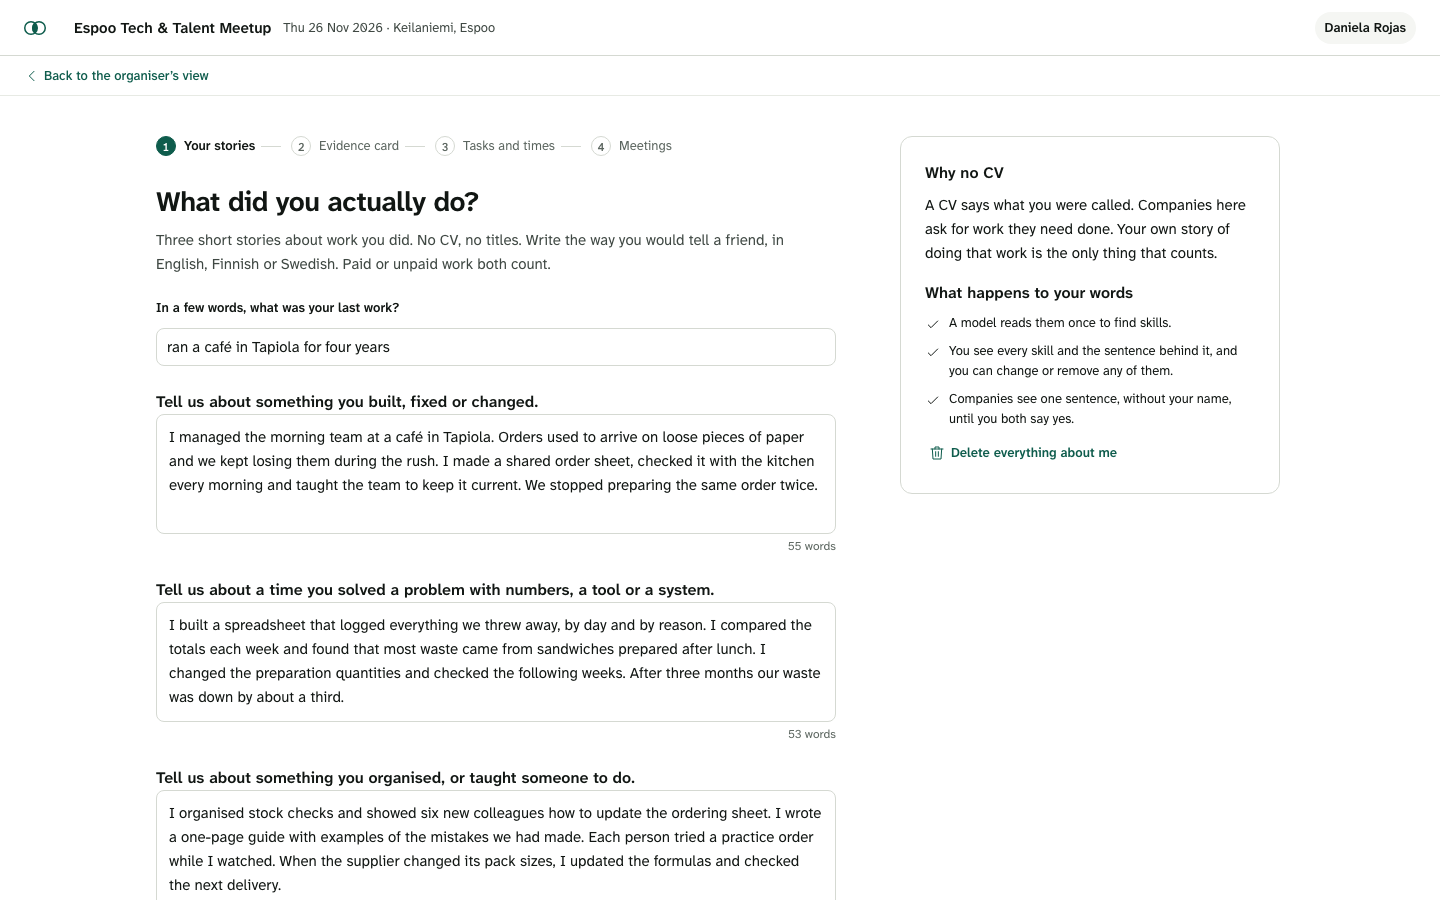 Espoo Tech & Talent Meetup
Thu 26 Nov 2026 · Keilaniemi, Espoo
Daniela Rojas
Back to the organiser's view
1 Your stories
2 Evidence card
3 Tasks and times
4 Meetings
What did you actually do?
Three short stories about work you did. No CV, no titles. Write the way you would tell a friend, in
English, Finnish or Swedish. Paid or unpaid work both count.
In a few words, what was your last work?
ran a café in Tapiola for four years
Tell us about something you built, fixed or changed.
I managed the morning team at a café in Tapiola. Orders used to arrive on loose pieces of paper
and we kept losing them during the rush. I made a shared order sheet, checked it with the kitchen
every morning and taught the team to keep it current. We stopped preparing the same order twice.
55 words
Tell us about a time you solved a problem with numbers, a tool or a system.
I built a spreadsheet that logged everything we threw away, by day and by reason. I compared the
totals each week and found that most waste came from sandwiches prepared after lunch. I
changed the preparation quantities and checked the following weeks. After three months our waste
was down by about a third.
53 words
Tell us about something you organised, or taught someone to do.
I organised stock checks and showed six new colleagues how to update the ordering sheet. I wrote
a one-page guide with examples of the mistakes we had made. Each person tried a practice order
while I watched. When the supplier changed its pack sizes, I updated the formulas and checked
the next delivery.
Why no CV
A CV says what you were called. Companies here
ask for work they need done. Your own story of
doing that work is the only thing that counts.
What happens to your words
A model reads them once to find skills.
You see every skill and the sentence behind it, and
you can change or remove any of them.
Companies see one sentence, without your name,
until you both say yes.
Delete everything about me